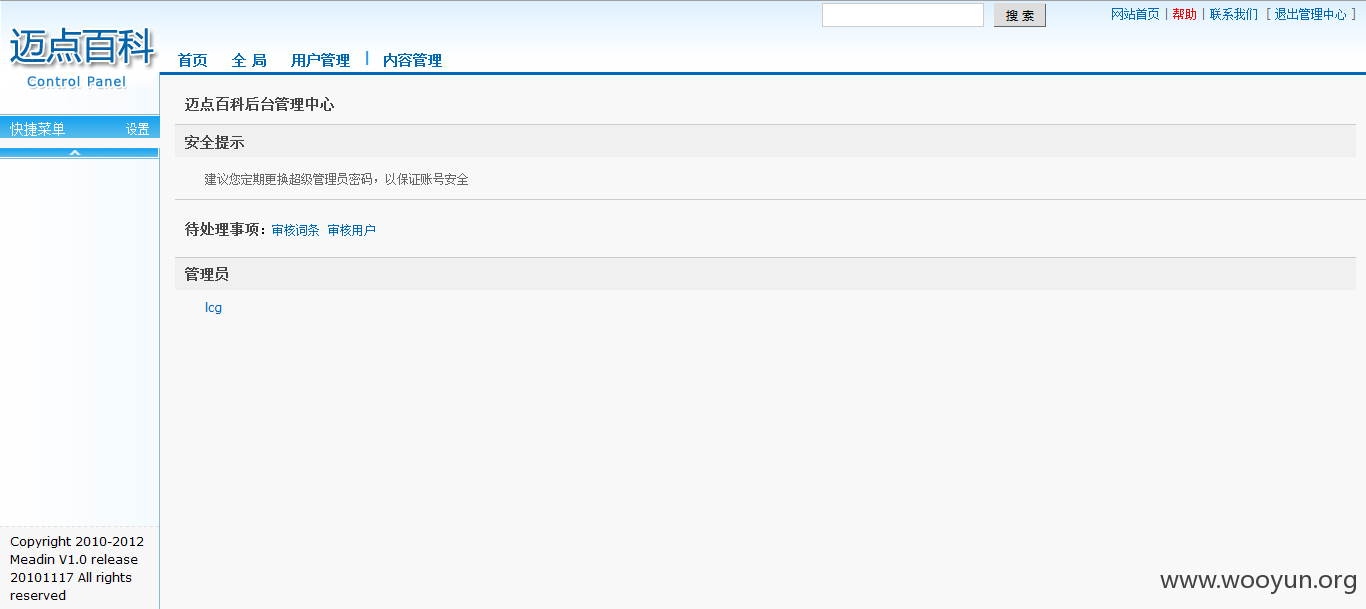 搜 索
网站首页 | 帮助 | 联系我们 [ 退出管理中心 ]
迈点百科
Control Panel
首页 全 局 用户管理 | 内容管理
快捷菜单 设置
迈点百科后台管理中心
安全提示
建议您定期更换超级管理员密码，以保证账号安全
待处理事项：审核词条 审核用户
管理员
lcg
Copyright 2010-2012
Meadin V1.0 release
20101117 All rights
reserved
www.wooyun.org